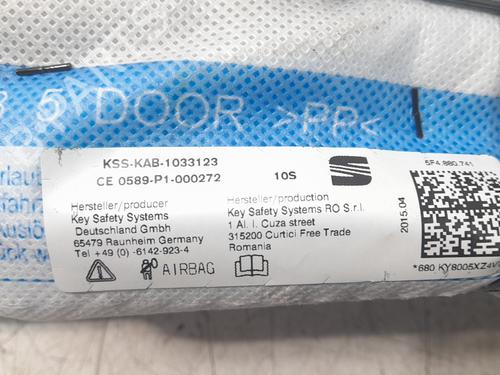 5 DOOR >PP<
KSS-KAB-1033123
CE 0589-P1-000272
10S
5F4.880.741
Hersteller/producer
Key Safety Systems
Deutschland GmbH
65479 Raunheim Germany
Tel +49 (0) -6142-923-4
Hersteller/production
Key Safety Systems RO S.r.l.
1 Al. I. Cuza street
315200 Curtici Free Trade
Romania
2015.04
AIRBAG
*680 KY8005XZ4V